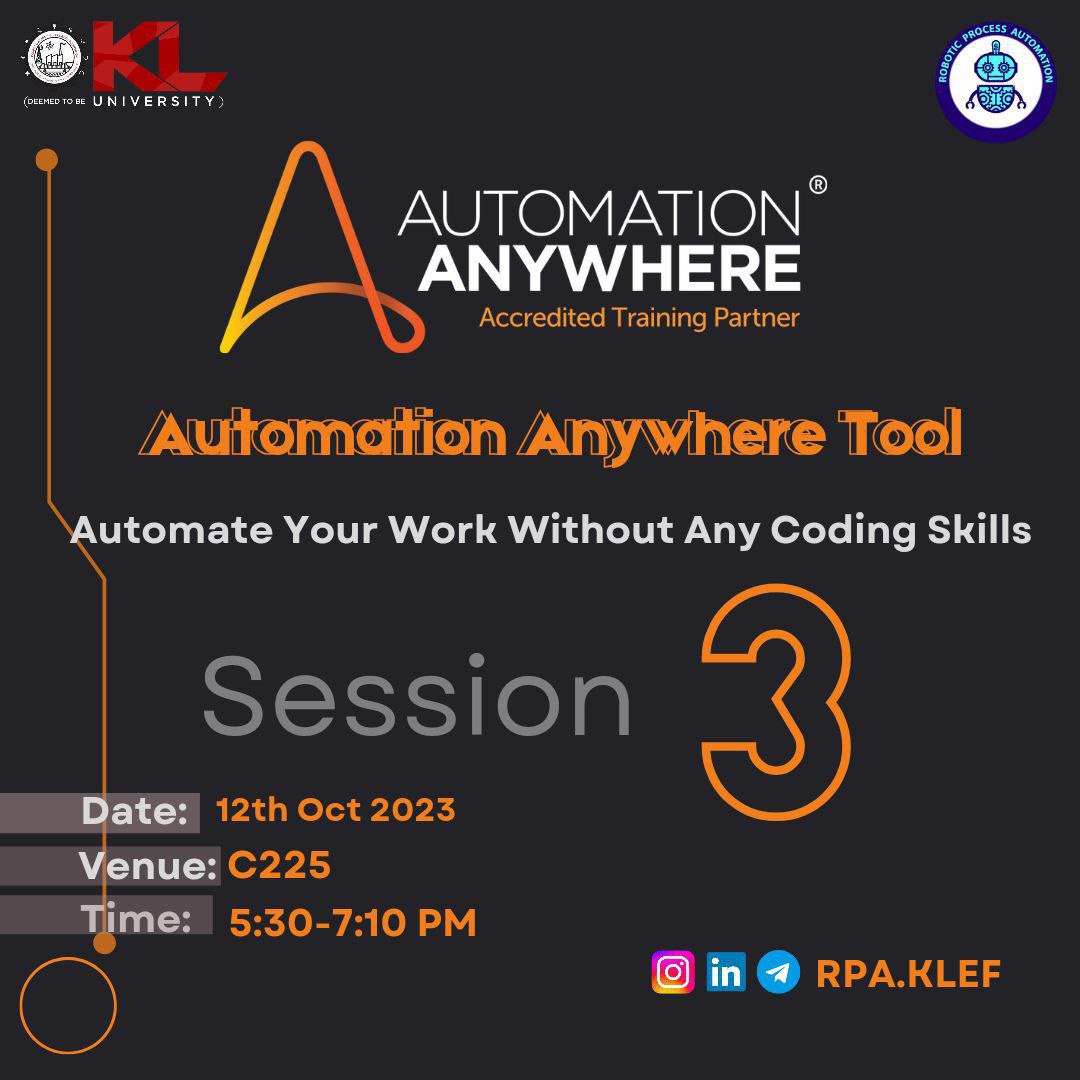 KL
(DEEMED TO BE UNIVERSITY)
ROBOTIC PROCESS AUTOMATION
AUTOMATION ®
ANYWHERE
Accredited Training Partner
Automation Anywhere Tool
Automate Your Work Without Any Coding Skills
Session 3
Date: 12th Oct 2023
Venue: C225
Time: 5:30-7:10 PM
in RPA.KLEF